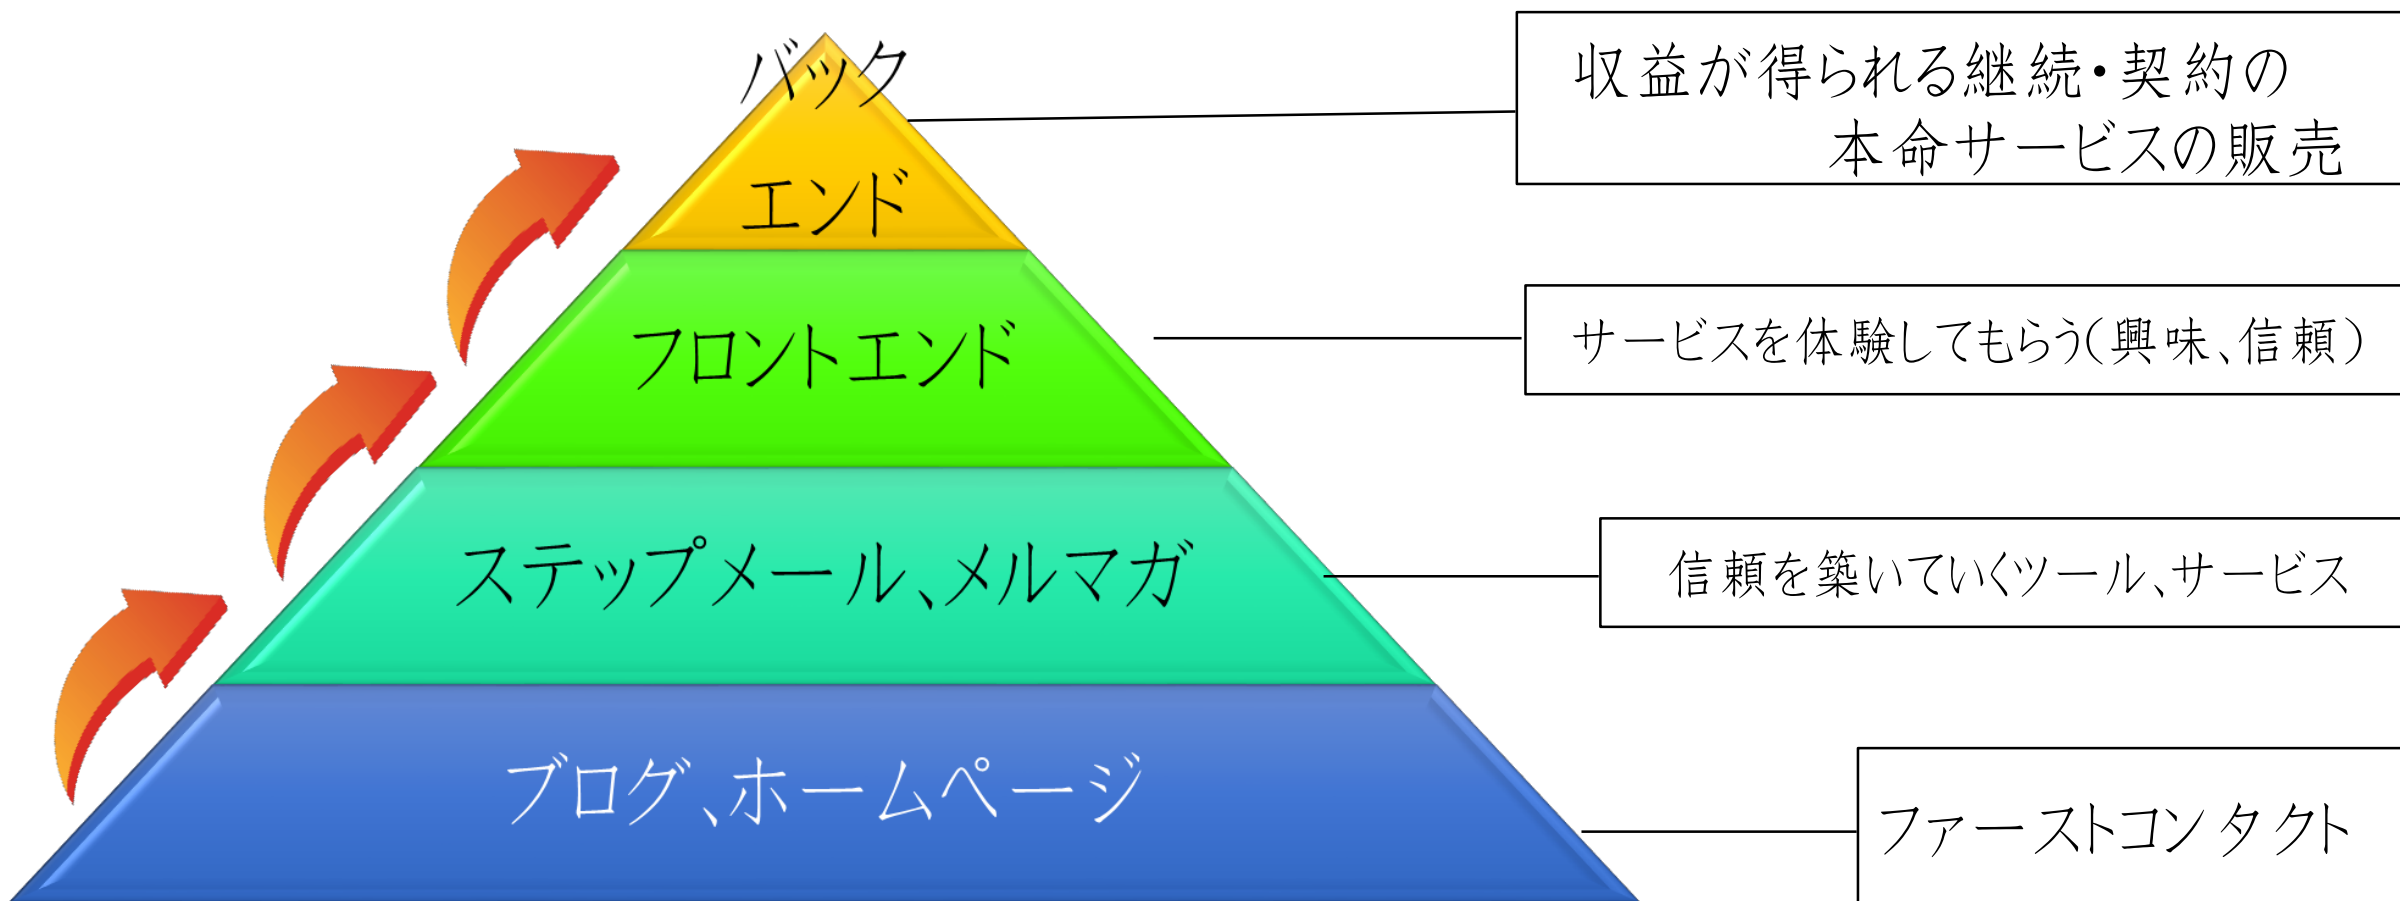 バック
エンド
収益が得られる継続・契約の
本命サービスの販売
フロントエンド
サービスを体験してもらう(興味、信頼)
ステップメール、メルマガ
信頼を築いていくツール、サービス
ブログ、ホームページ
ファーストコンタクト